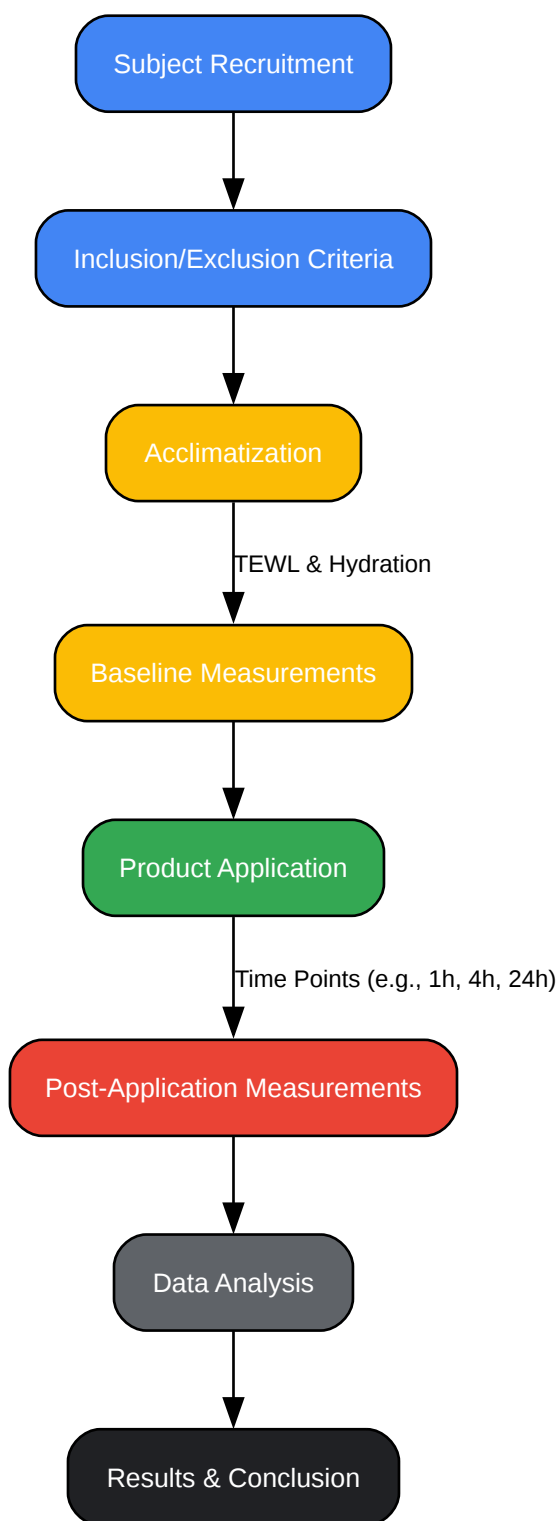 Subject Recruitment
Inclusion/Exclusion Criteria
Acclimatization
TEWL & Hydration
Baseline Measurements
Product Application
Time Points (e.g., 1h, 4h, 24h)
Post-Application Measurements
Data Analysis
Results & Conclusion